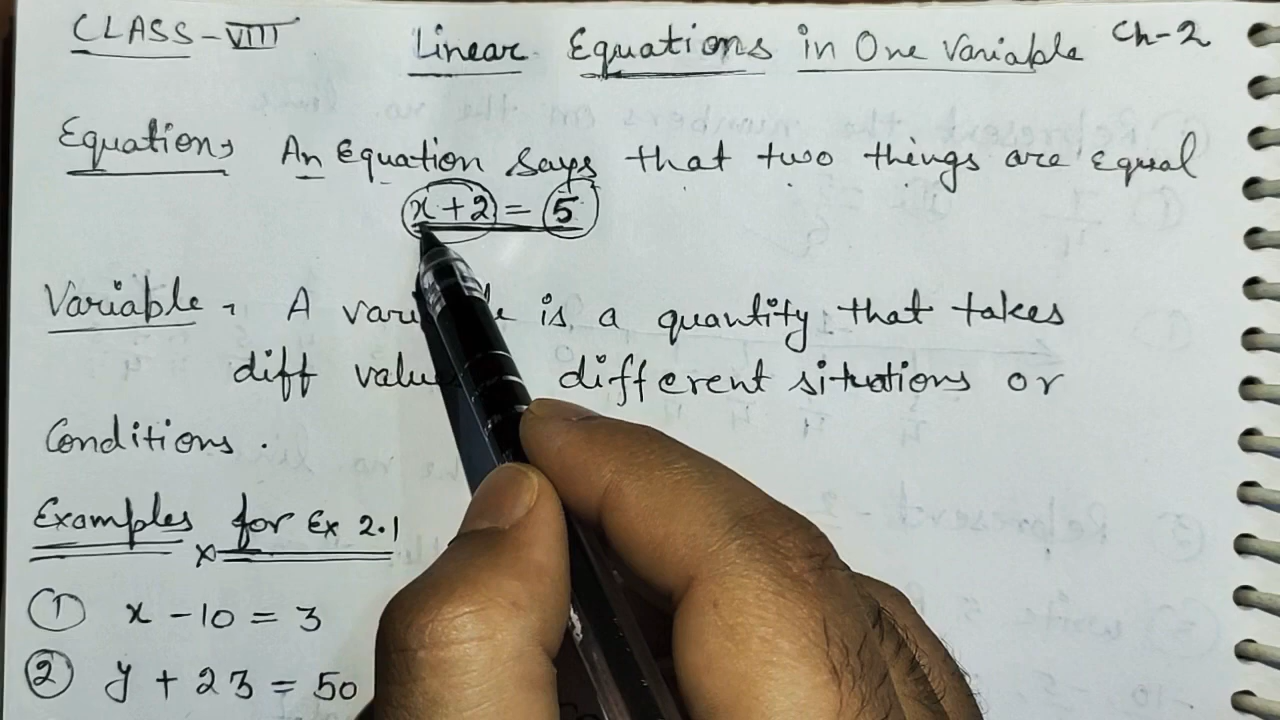 CLASS-VIII Linear Equations in One Variable Ch-2
Equation, An Equation says that two things are equal
x+2 = 5
Variable, A is a quantity that takes
diff different situations or
Conditions.
Examples for Ex 2.1
① x - 10 = 3
② y + 23 = 50